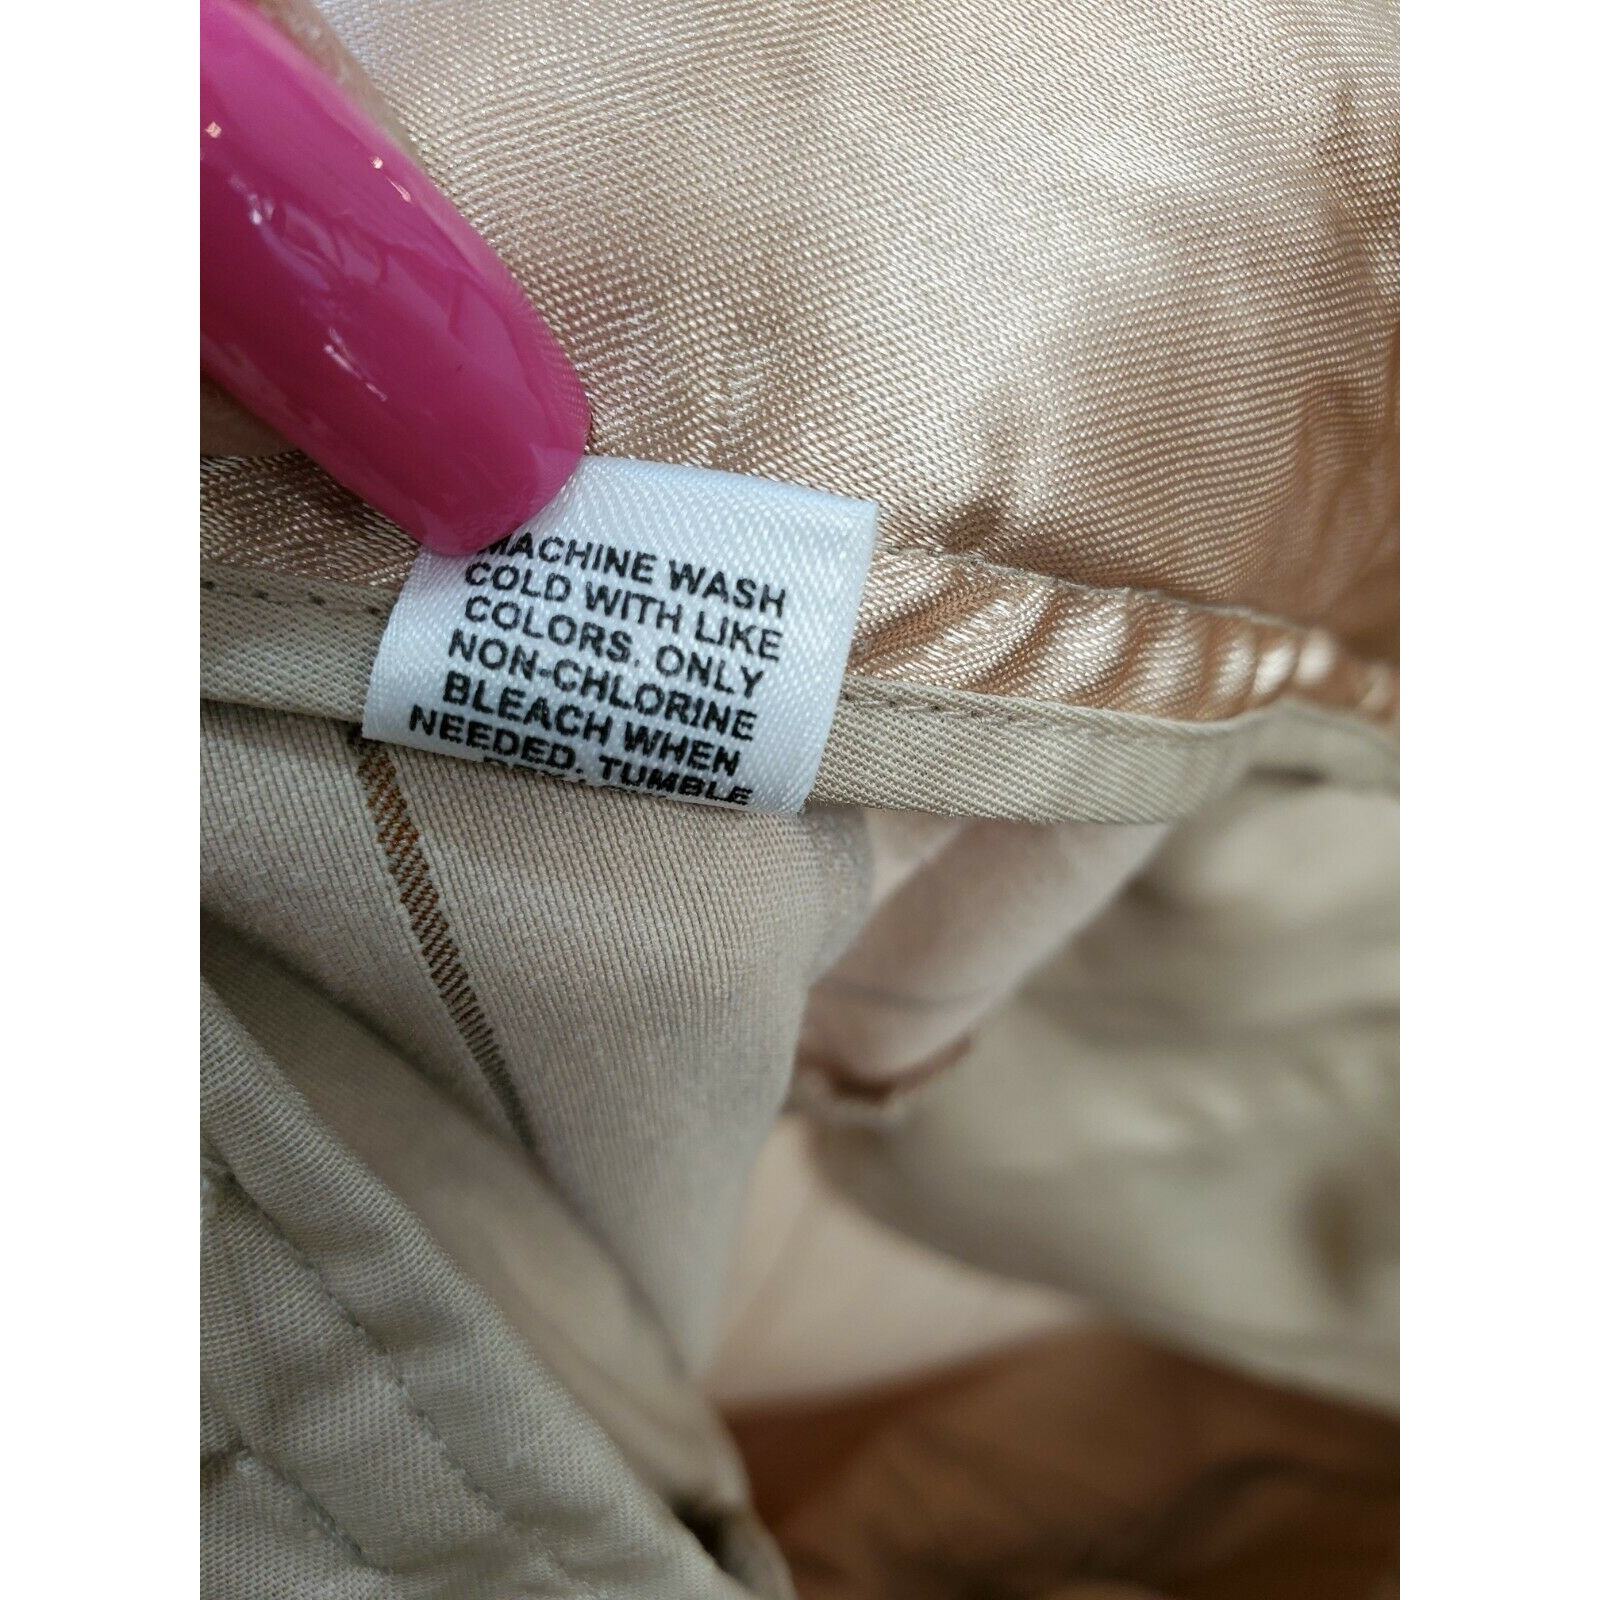 MACHINE WASH
COLD WITH LIKE
COLORS. ONLY
NON-CHLORINE
BLEACH WHEN
NEEDED. TUMBLE